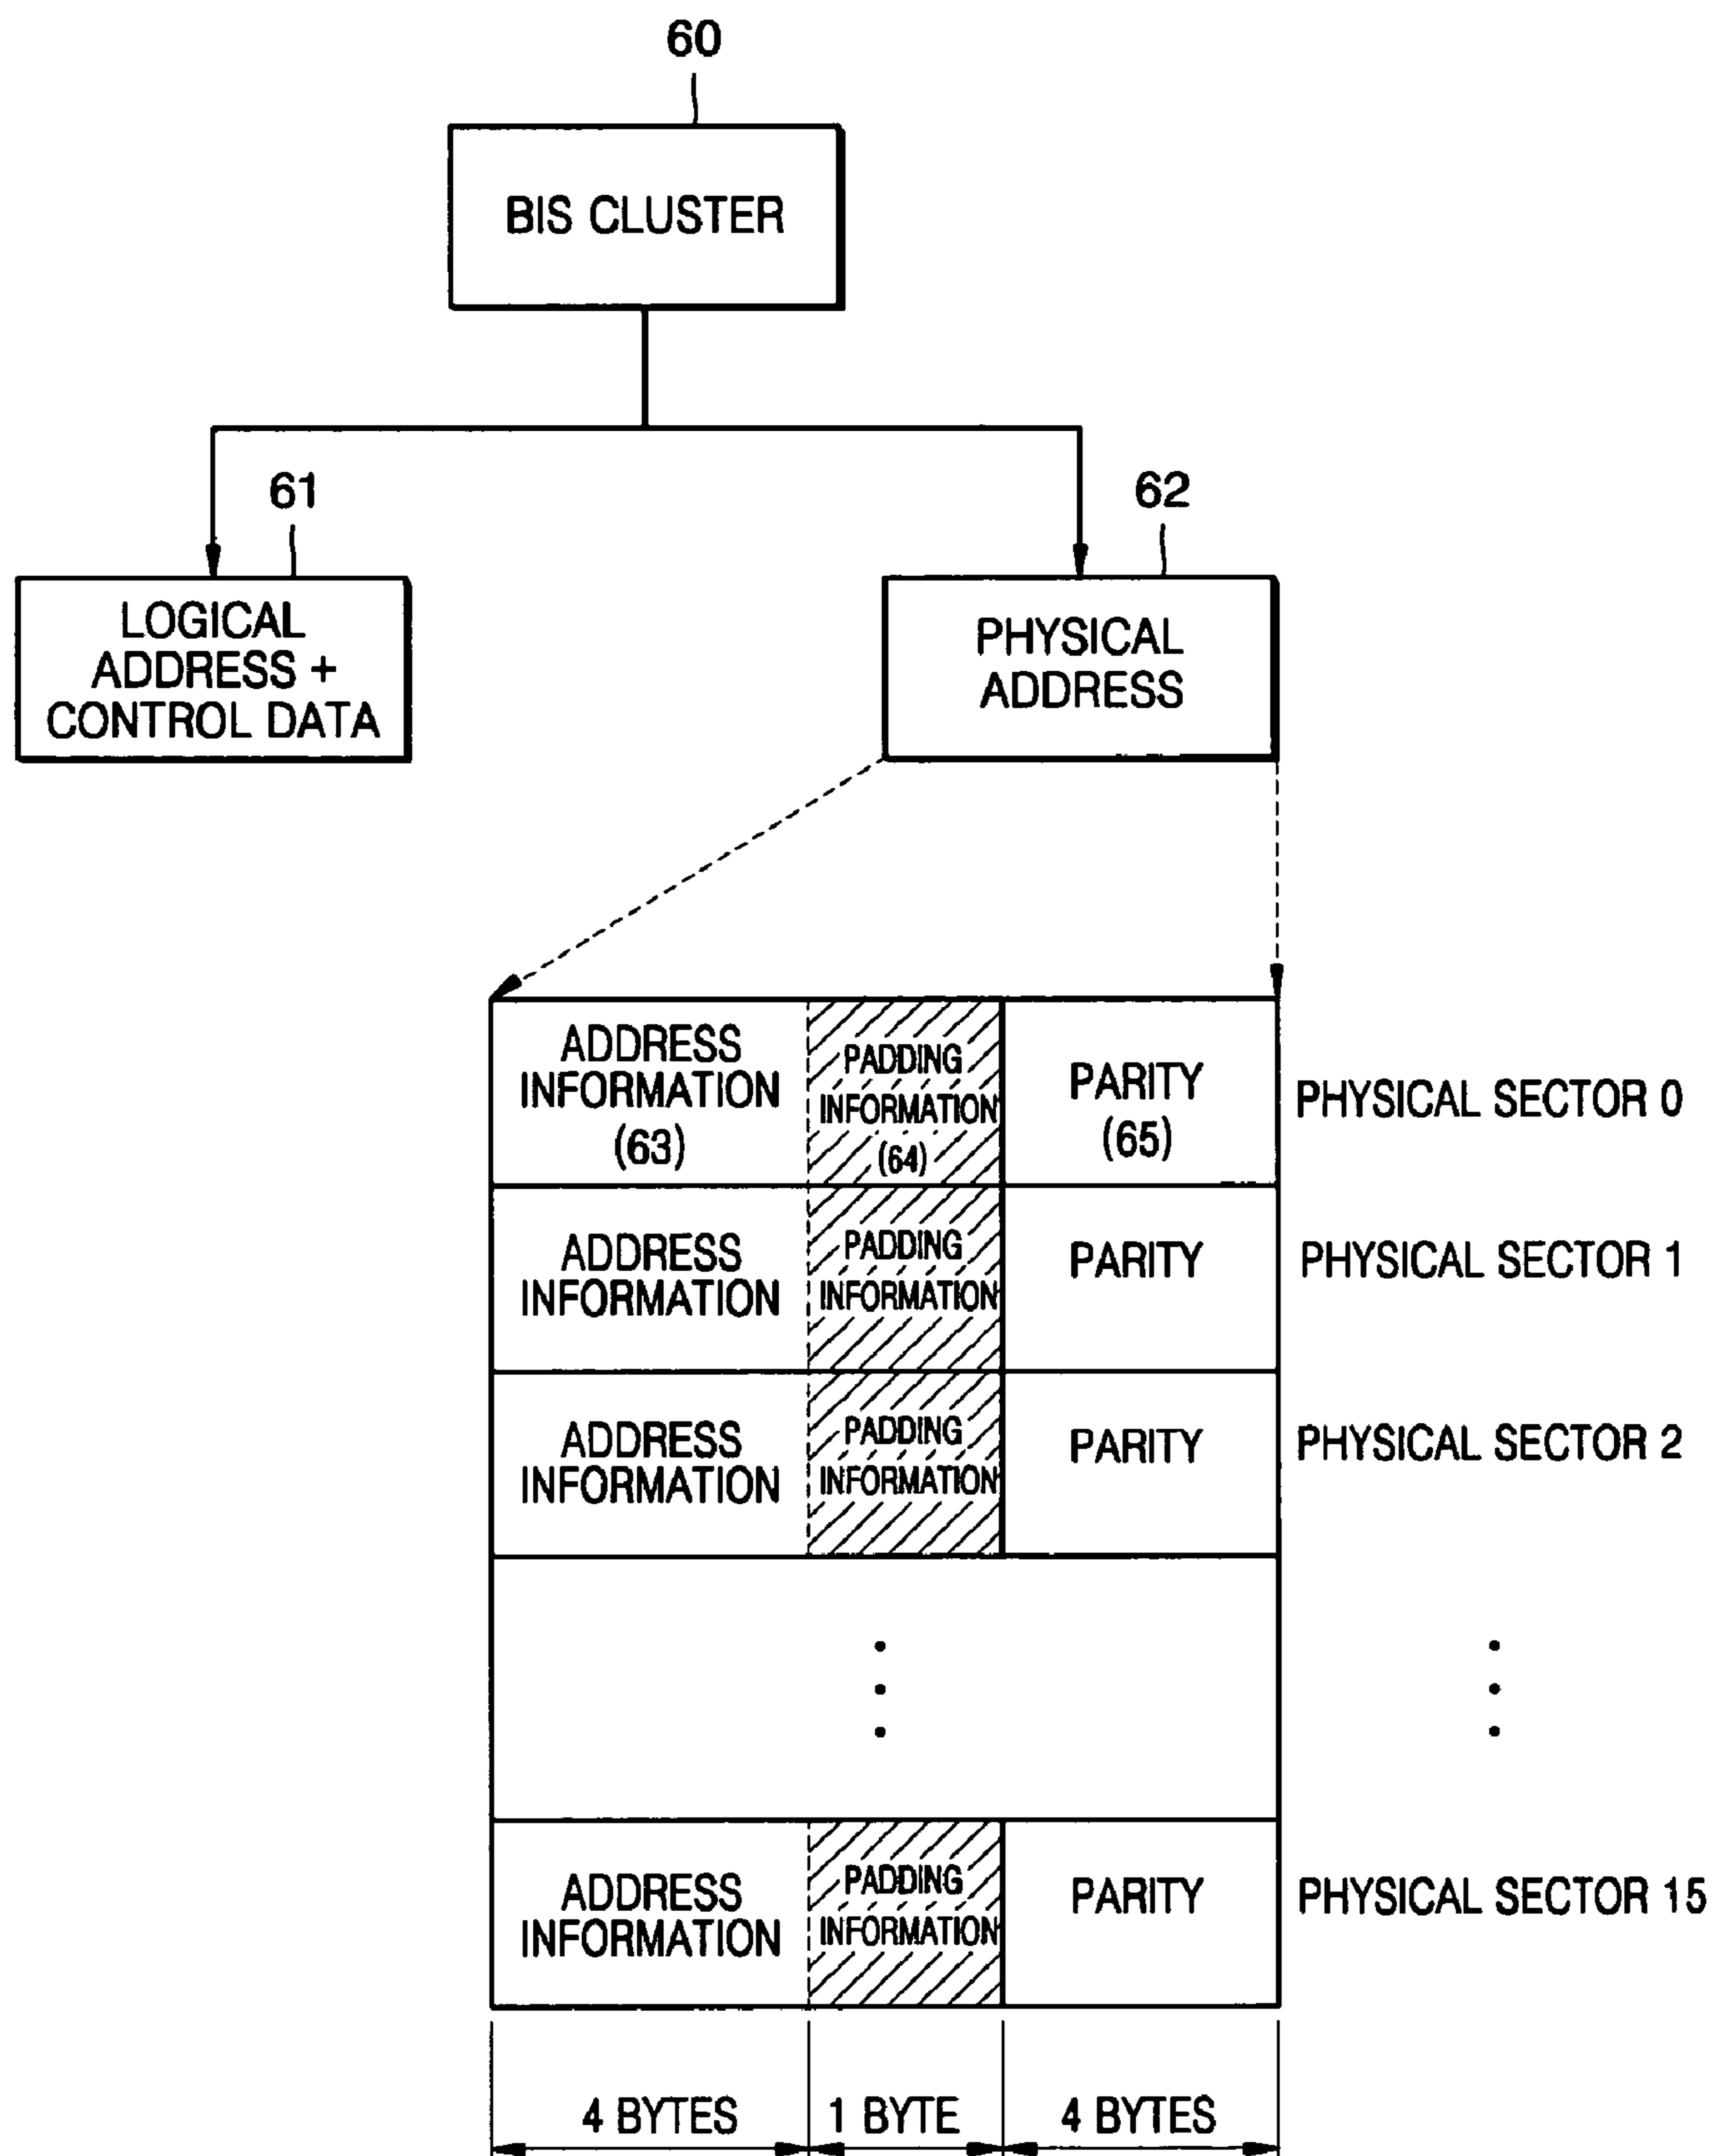 60
BIS CLUSTER
61
62
LOGICAL
ADDRESS +
CONTROL DATA
PHYSICAL
ADDRESS
ADDRESS
INFORMATION
(63)
PADDING
INFORMATION
(64)
PARITY
(65)
PHYSICAL SECTOR 0
ADDRESS
INFORMATION
PADDING
INFORMATION
PARITY
PHYSICAL SECTOR 1
ADDRESS
INFORMATION
PADDING
INFORMATION
PARITY
PHYSICAL SECTOR 2
ADDRESS
INFORMATION
PADDING
INFORMATION
PARITY
PHYSICAL SECTOR 15
4 BYTES
1 BYTE
4 BYTES